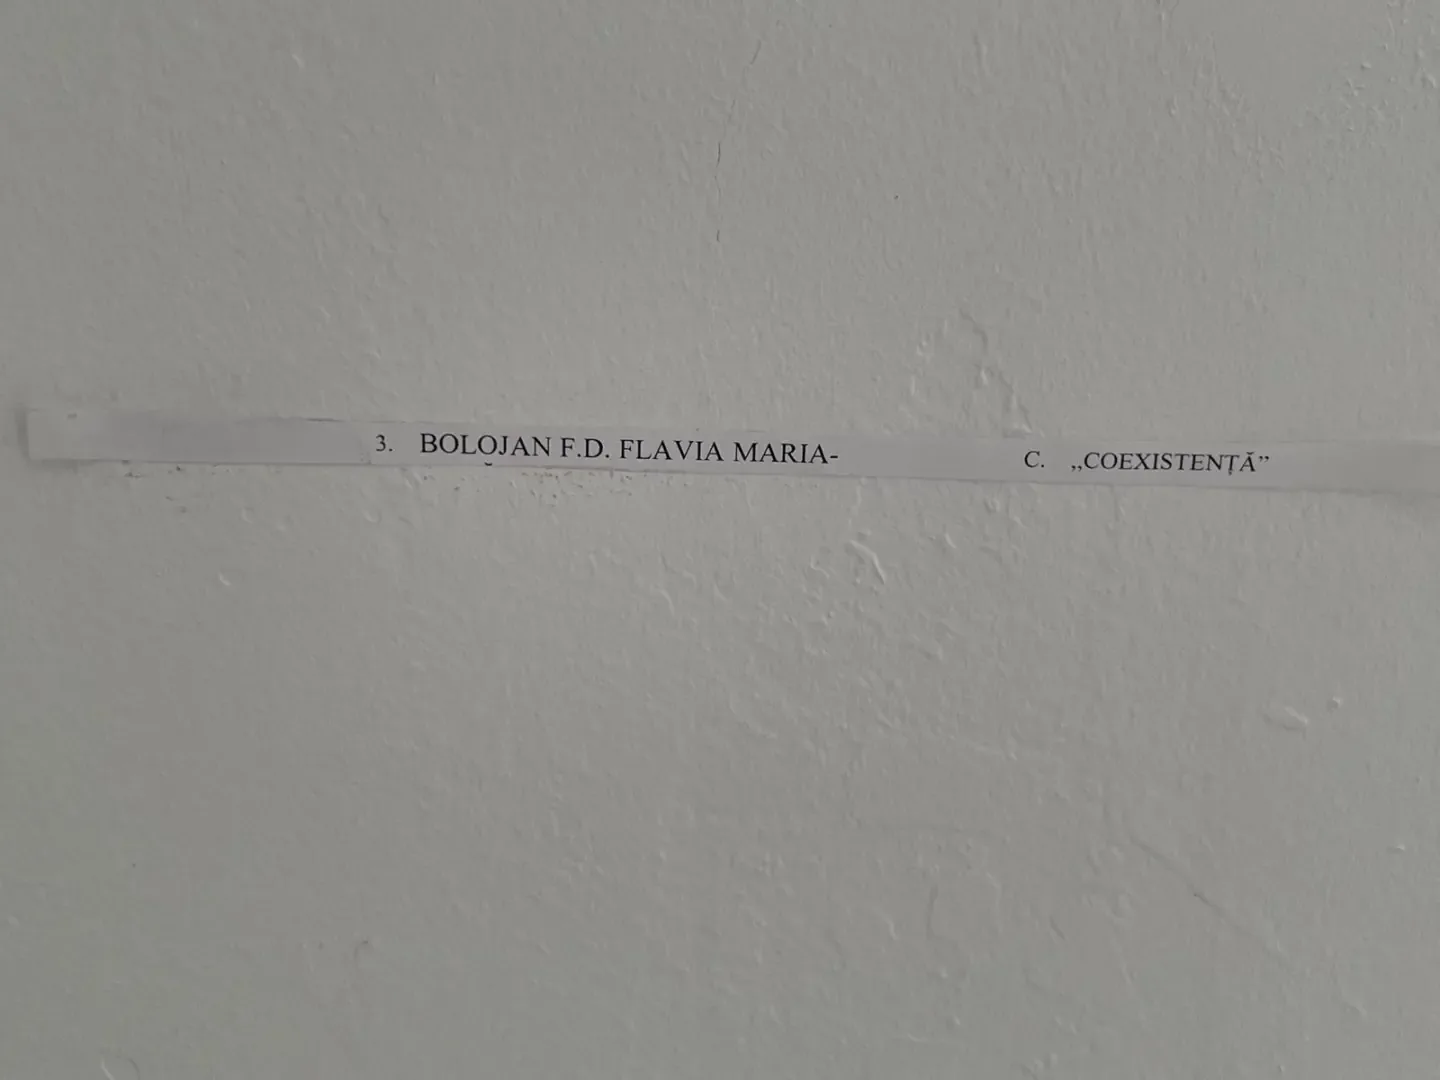 3. BOLOJAN F.D. FLAVIA MARIA- C. „COEXISTENȚĂ”